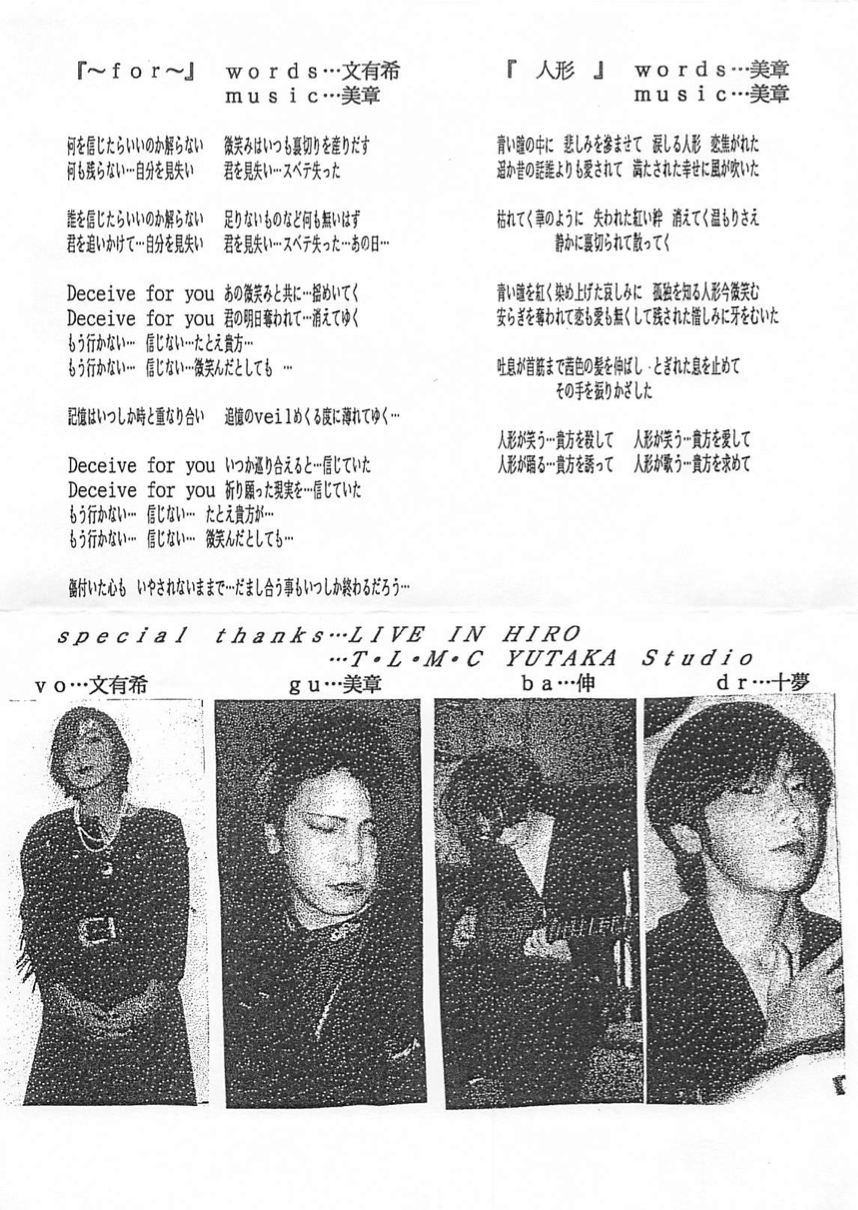 『～ｆｏｒ～』　ｗｏｒｄｓ…文有希
ｍｕｓｉｃ…美章
何を信じたらいいのか解らない　微笑みはいつも裏切りを産りだす
何も残らない…自分を見失い　君を見失い…スベテ失った
誰を信じたらいいのか解らない　足りないものなど何も無いはず
君を追いかけて…自分を見失い　君を見失い…スベテ失った…あの日…
Deceive for you あの微笑みと共に…揺めいてく
Deceive for you 君の明日奪われて…消えてゆく
もう行かない… 信じない…たとえ貴方…
もう行かない… 信じない…微笑んだとしても …
記憶はいつしか時と重なり合い　追憶のveilめくる度に薄れてゆく…
Deceive for you いつか巡り合えると…信じていた
Deceive for you 祈り願った現実を…信じていた
もう行かない… 信じない… たとえ貴方が…
もう行かない… 信じない… 微笑んだとしても…
傷付いた心も いやされないままで…だまし合う事もいつしか終わるだろう…
『　人形　』　ｗｏｒｄｓ…美章
ｍｕｓｉｃ…美章
青い瞳の中に　悲しみを滲ませて　涙しる人形　恋焦がれた
遥か昔の話誰よりも愛されて　満たされた幸せに風が吹いた
枯れてく華のように　失われた紅い絆　消えてく温もりさえ
静かに裏切られて散ってく
青い瞳を紅く染め上げた哀しみに　孤独を知る人形今微笑む
安らぎを奪われて恋も愛も無くして残された憎しみに牙をむいた
吐息が首筋まで茜色の髪を伸ばし・とぎれた息を止めて
その手を振りかざした
人形が笑う…貴方を殺して　人形が笑う…貴方を愛して
人形が踊る…貴方を誘って　人形が歌う…貴方を求めて
special thanks…LIVE IN HIRO
…T・L・M・C YUTAKA Studio
ｖｏ…文有希
ｇｕ…美章
ｂａ…伸
ｄｒ…十夢